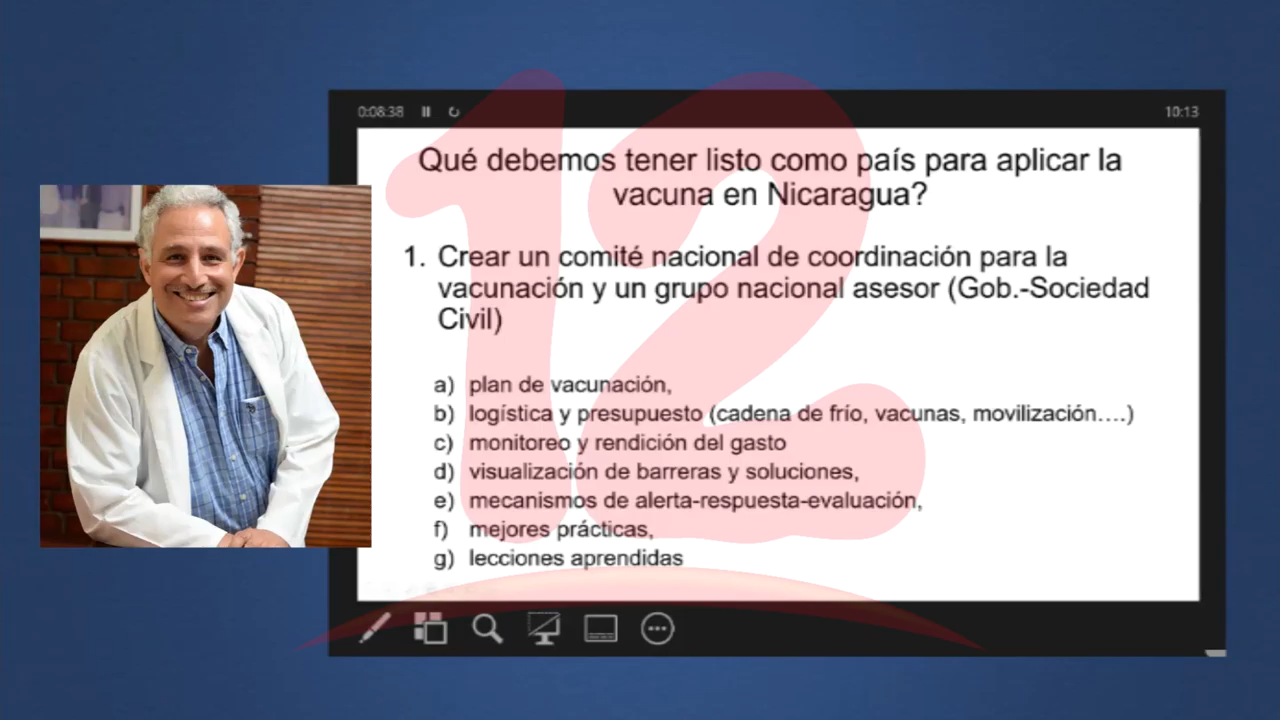 0:08:38
10:13
Qué debemos tener listo como país para aplicar la
vacuna en Nicaragua?
1. Crear un comité nacional de coordinación para la
vacunación y un grupo nacional asesor (Gob.-Sociedad
Civil)
a) plan de vacunación,
b) logística y presupuesto (cadena de frío, vacunas, movilización....)
c) monitoreo y rendición del gasto
d) visualización de barreras y soluciones,
e) mecanismos de alerta-respuesta-evaluación,
f) mejores prácticas,
g) lecciones aprendidas
12